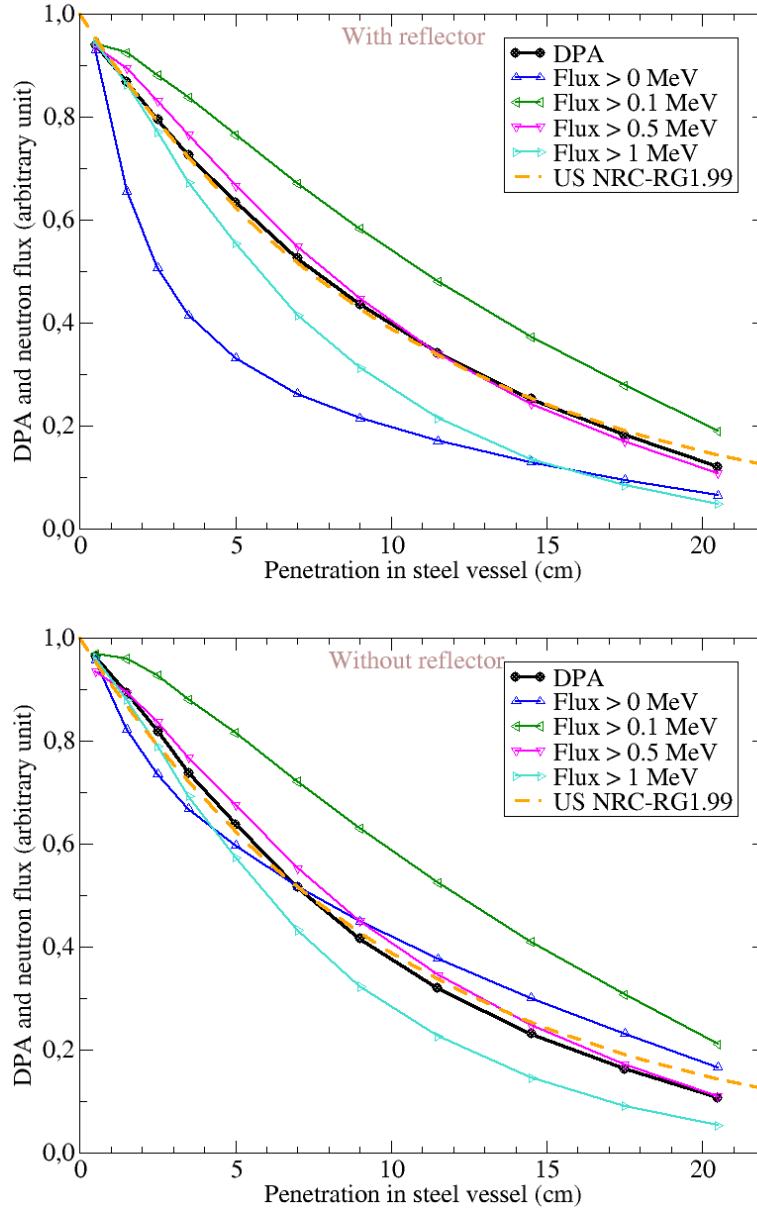 With reflector
DPA
Flux > 0 MeV
Flux > 0.1 MeV
Flux > 0.5 MeV
Flux > 1 MeV
US NRC-RG1.99
DPA and neutron flux (arbitrary unit)
1,0
0,8
0,6
0,4
0,2
0,0
0 5 10 15 20
Penetration in steel vessel (cm)
Without reflector
DPA
Flux > 0 MeV
Flux > 0.1 MeV
Flux > 0.5 MeV
Flux > 1 MeV
US NRC-RG1.99
DPA and neutron flux (arbitrary unit)
1,0
0,8
0,6
0,4
0,2
0,0
0 5 10 15 20
Penetration in steel vessel (cm)